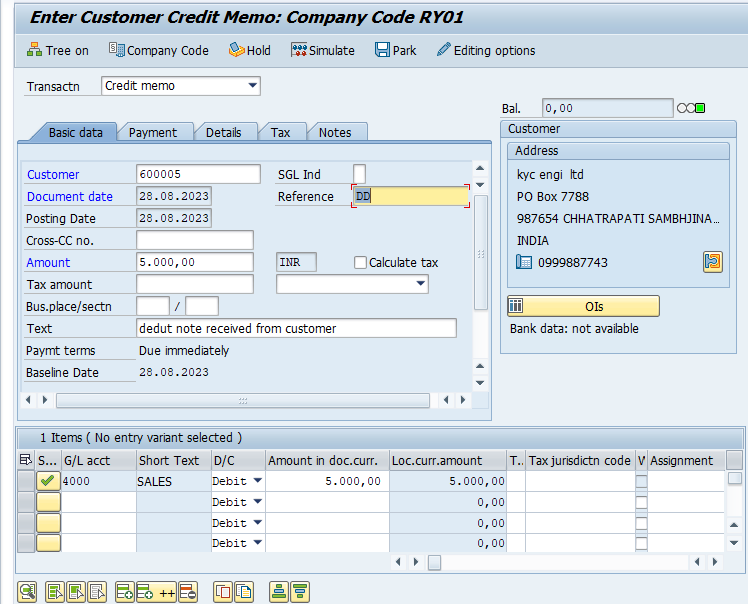 Enter Customer Credit Memo: Company Code RY01
Tree on Company Code Hold Simulate Park Editing options
Transactn Credit memo
Bal. 0,00
Basic data Payment Details Tax Notes
Customer 600005 SGL Ind
Document date 28.08.2023 Reference DD
Posting Date 28.08.2023
Cross-CC no.
Amount 5.000,00 INR Calculate tax
Tax amount
Bus.place/sectn /
Text dedut note received from customer
Paymt terms Due immediately
Baseline Date 28.08.2023
Customer
Address
kyc engi ltd
PO Box 7788
987654 CHHATRAPATI SAMBHJINA...
INDIA
0999887743
OIs
Bank data: not available
1 Items ( No entry variant selected )
S... G/L acct Short Text D/C Amount in doc.curr. Loc.curr.amount T.. Tax jurisdictn code V Assignment
4000 SALES Debit 5.000,00 5.000,00
Debit 0,00
Debit 0,00
Debit 0,00
++